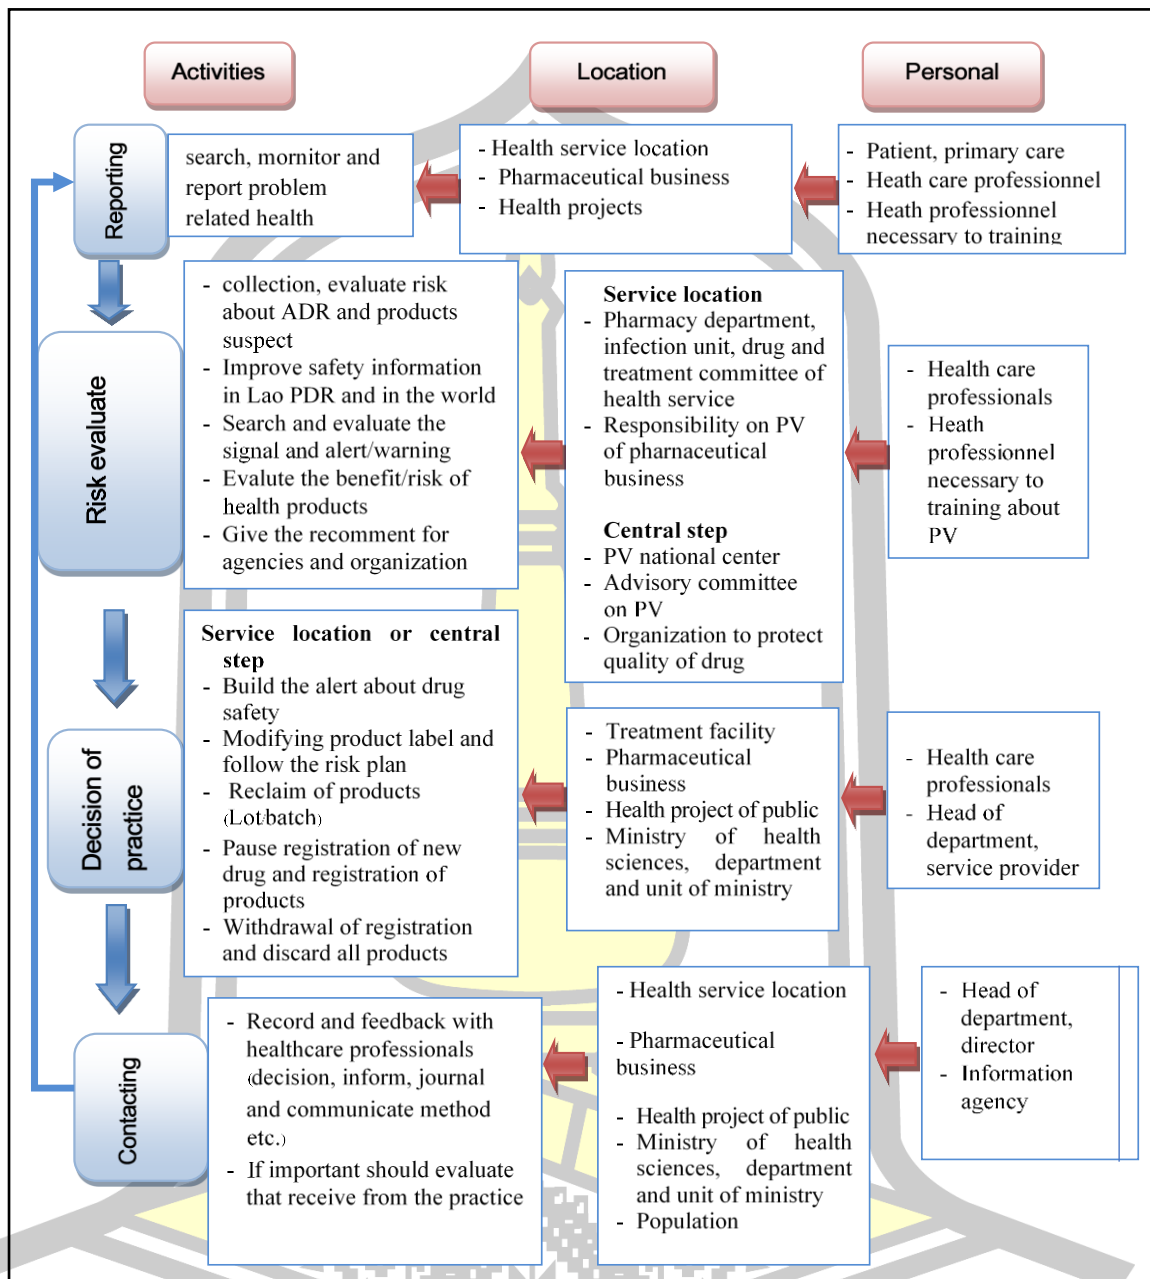 Activities
Location
Personal
Reporting
search, mornitor and
report problem
related health
- Health service location
- Pharmaceutical business
- Health projects
- Patient, primary care
- Heath care professionnel
- Heath professionnel
necessary to training
Risk evaluate
- collection, evaluate risk
about ADR and products
suspect
- Improve safety information
in Lao PDR and in the world
- Search and evaluate the
signal and alert/warning
- Evalute the benefit/risk of
health products
- Give the recomment for
agencies and organization
Service location
- Pharmacy department,
infection unit, drug and
treatment committee of
health service
- Responsibility on PV
of phamaceutical
business
Central step
- PV national center
- Advisory committee
on PV
- Organization to protect
quality of drug
- Health care
professionals
- Heath
professionnel
necessary to
training about
PV
Decision of
practice
Service location or central
step
- Build the alert about drug
safety
- Modifying product label and
follow the risk plan
- Reclaim of products
(Lot/batch)
- Pause registration of new
drug and registration of
products
- Withdrawal of registration
and discard all products
- Treatment facility
- Pharmaceutical
business
- Health project of public
- Ministry of health
sciences, department
and unit of ministry
- Health care
professionals
- Head of
department,
service provider
Contacting
- Record and feedback with
healthcare professionals
(decision, inform, journal
and communicate method
etc.)
- If important should evaluate
that receive from the practice
- Health service location
- Pharmaceutical
business
- Health project of public
- Ministry of health
sciences, department
and unit of ministry
- Population
- Head of
department,
director
- Information
agency